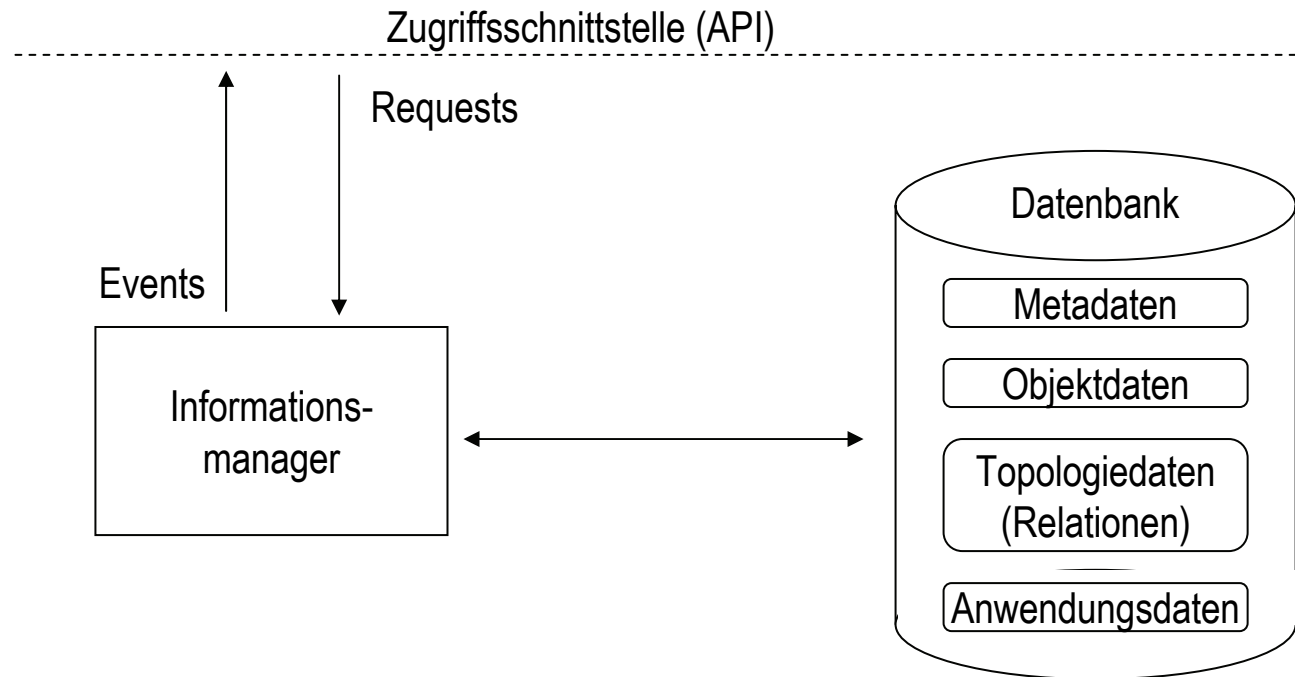 Zugriffsschnittstelle (API)
Requests
Events
Informations-
manager
Datenbank
Metadaten
Objektdaten
Topologiedaten
(Relationen)
Anwendungsdaten